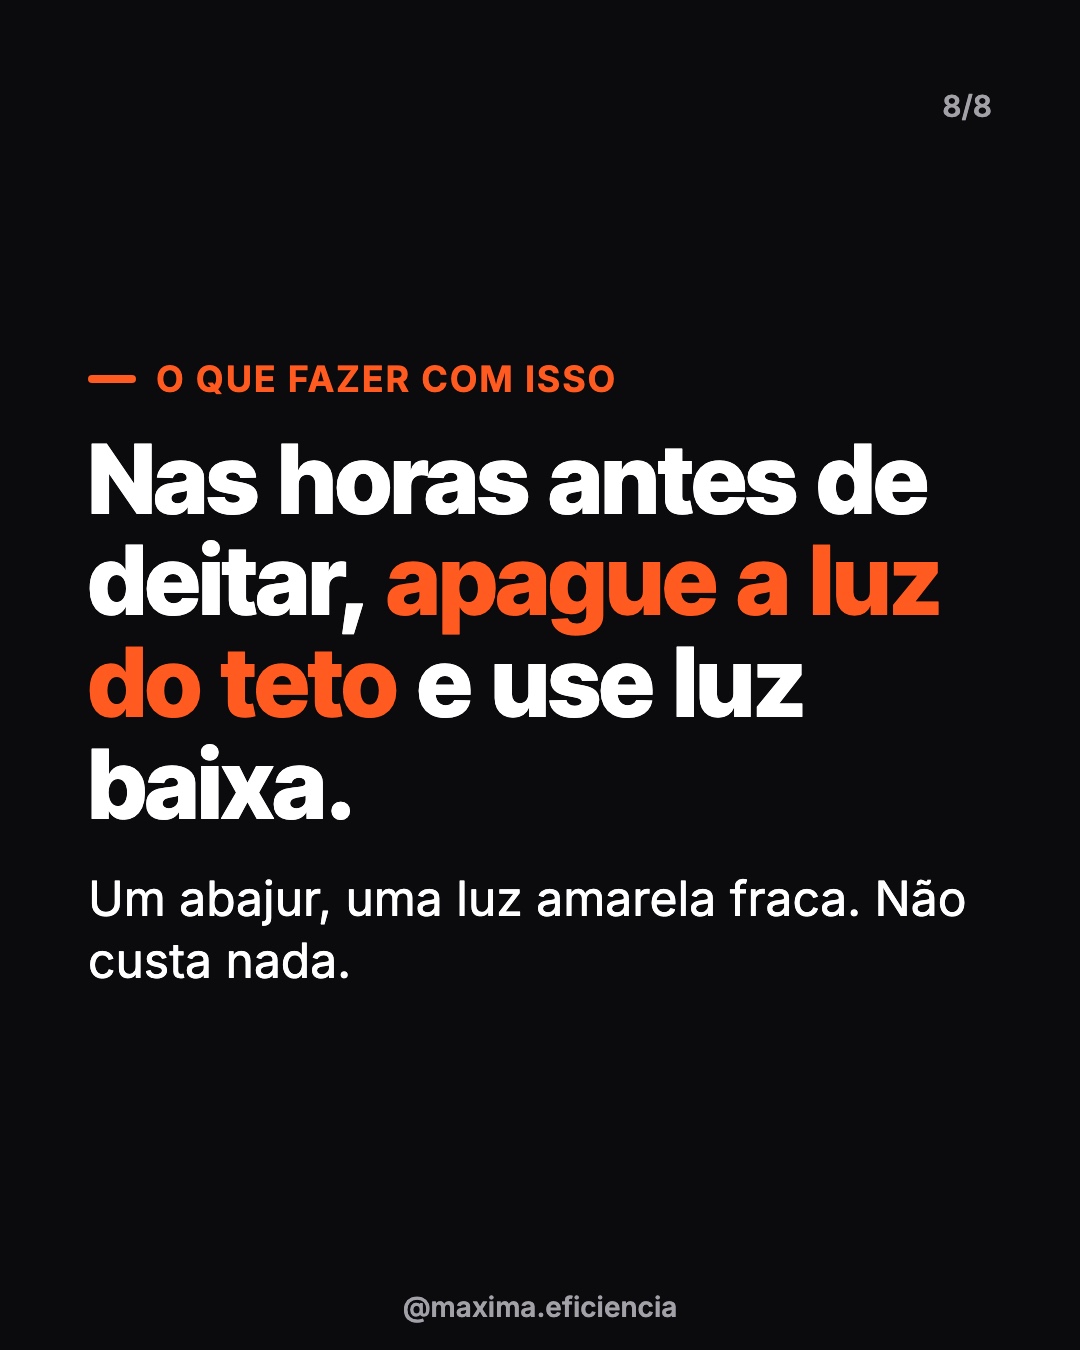 8/8
O QUE FAZER COM ISSO
Nas horas antes de
deitar, apague a luz
do teto e use luz
baixa.
Um abajur, uma luz amarela fraca. Não
custa nada.
@maxima.eficiencia